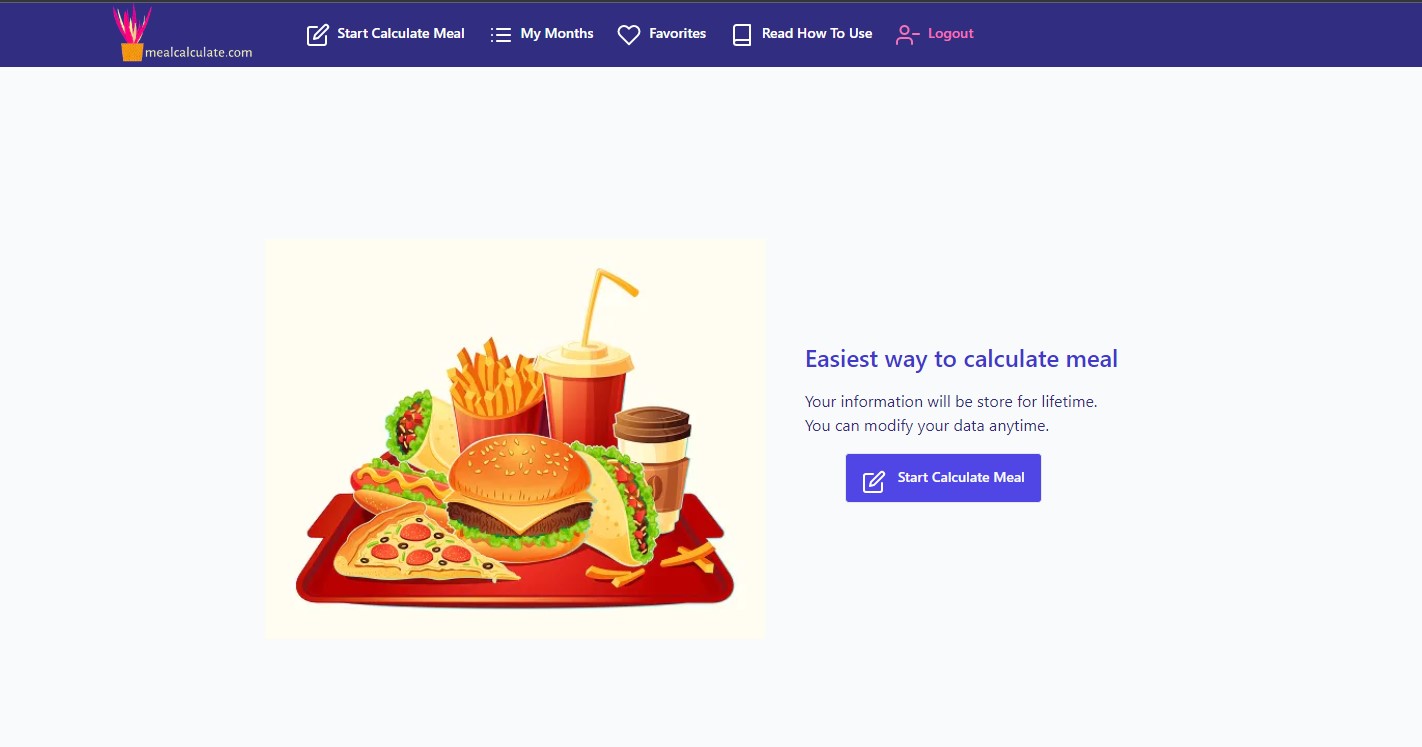 mealcalculate.com
Start Calculate Meal
My Months
Favorites
Read How To Use
Logout
Easiest way to calculate meal
Your information will be store for lifetime.
You can modify your data anytime.
Start Calculate Meal